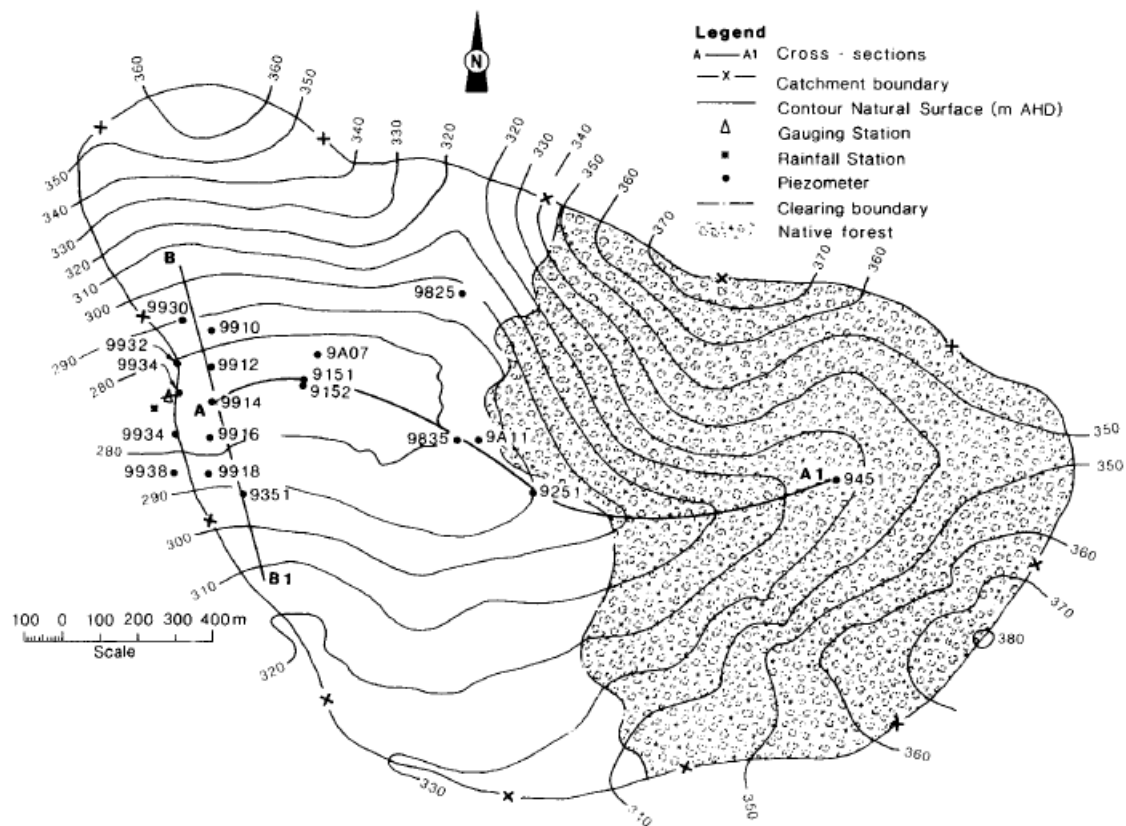 Legend
A — A1 Cross - sections
— x — Catchment boundary
Contour Natural Surface (m AHD)
Gauging Station
Rainfall Station
Piezometer
Clearing boundary
Native forest
N
360
360
350
340
330
320
320
330
340
350
360
370
370
360
350
340
330
320
310
300
290
280
B
9930
9910
9932
9934
9912
9A07
9151
9152
A
9914
9825
9934
9916
280
9938
9918
290
9351
300
310
B1
320
9835
9A11
9251
A1
9451
350
350
360
370
380
360
350
340
330
100 0 100 200 300 400 m
Scale